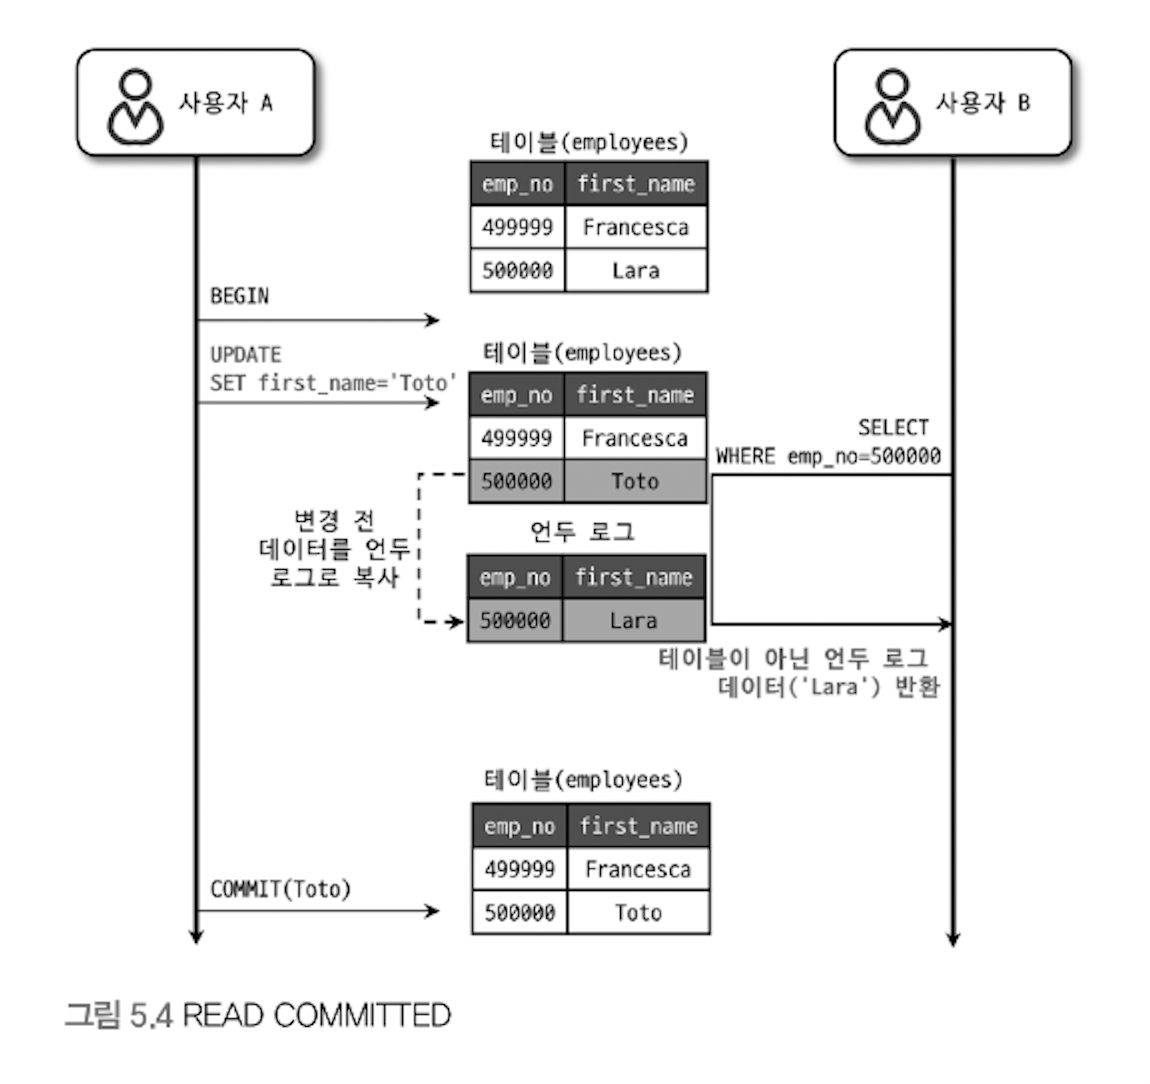 사용자 A
사용자 B
테이블(employees)
emp_no first_name
499999 Francesca
500000 Lara
BEGIN
UPDATE
SET first_name='Toto'
테이블(employees)
emp_no first_name
499999 Francesca
500000 Toto
SELECT
WHERE emp_no=500000
변경 전
데이터를 언두
로그로 복사
언두 로그
emp_no first_name
500000 Lara
테이블이 아닌 언두 로그
데이터('Lara') 반환
테이블(employees)
emp_no first_name
499999 Francesca
500000 Toto
COMMIT(Toto)
그림 5.4 READ COMMITTED